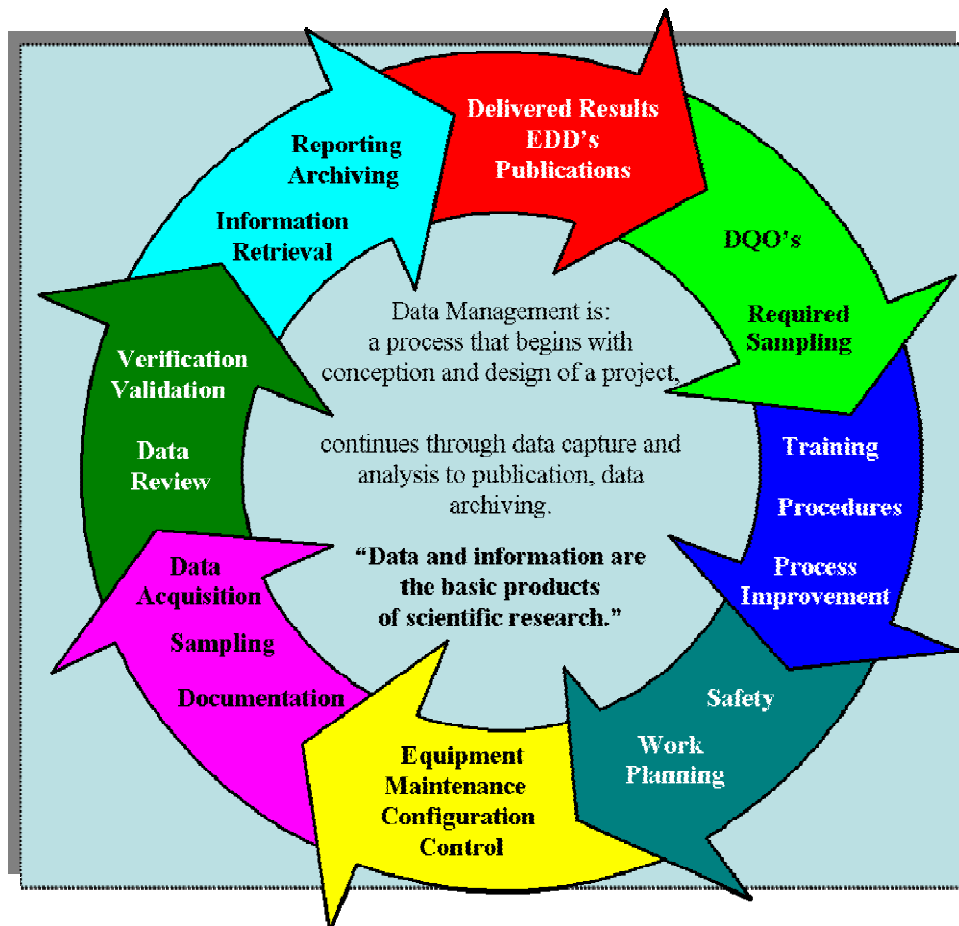 Delivered Results
EDD's
Publications
DQO's
Required
Sampling
Training
Procedures
Process
Improvement
Safety
Work
Planning
Equipment
Maintenance
Configuration
Control
Data
Acquisition
Sampling
Documentation
Verification
Validation
Data
Review
Reporting
Archiving
Information
Retrieval
Data Management is:
a process that begins with
conception and design of a project,
continues through data capture and
analysis to publication, data
archiving.
“Data and information are
the basic products
of scientific research.”